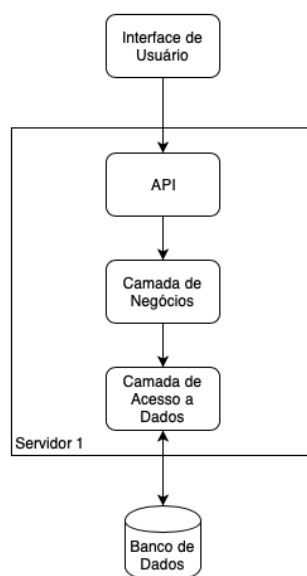 Interface de
Usuário
API
Camada de
Negócios
Camada de
Acesso a
Dados
Servidor 1
Banco de
Dados